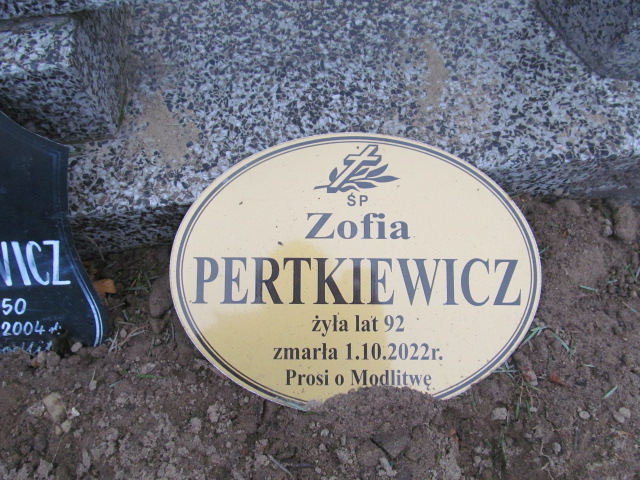 ŚP
Zofia
PERTKIEWICZ
żyła lat 92
zmarła 1.10.2022r.
Prosi o Modlitwę
WICZ
50
2004